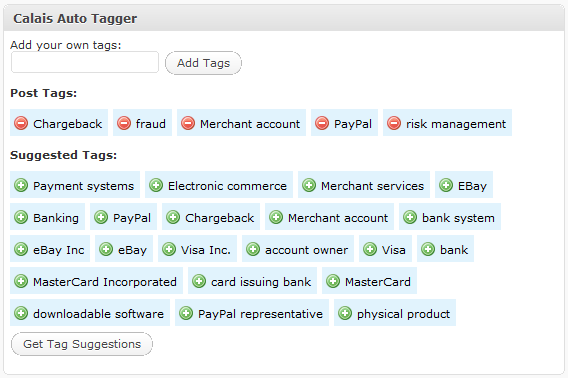 Calais Auto Tagger
Add your own tags:
Add Tags
Post Tags:
Chargeback fraud Merchant account PayPal risk management
Suggested Tags:
Payment systems Electronic commerce Merchant services EBay
Banking PayPal Chargeback Merchant account bank system
eBay Inc eBay Visa Inc. account owner Visa bank
MasterCard Incorporated card issuing bank MasterCard
downloadable software PayPal representative physical product
Get Tag Suggestions